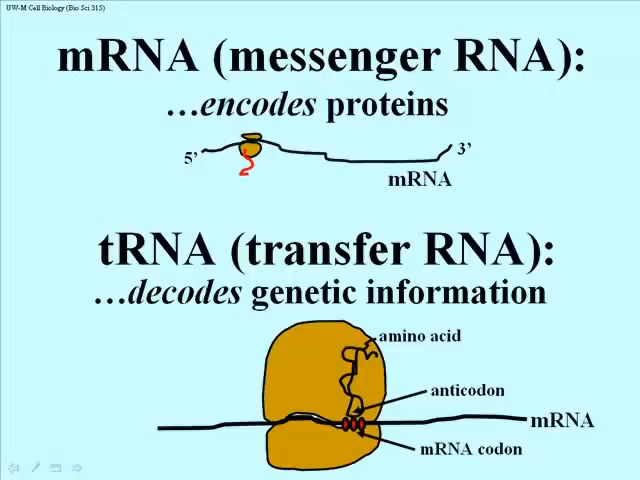 UW-M Cell Biology (Bio Sci 315)
mRNA (messenger RNA):
…encodes proteins
5’
3’
mRNA
tRNA (transfer RNA):
…decodes genetic information
amino acid
anticodon
mRNA
mRNA codon